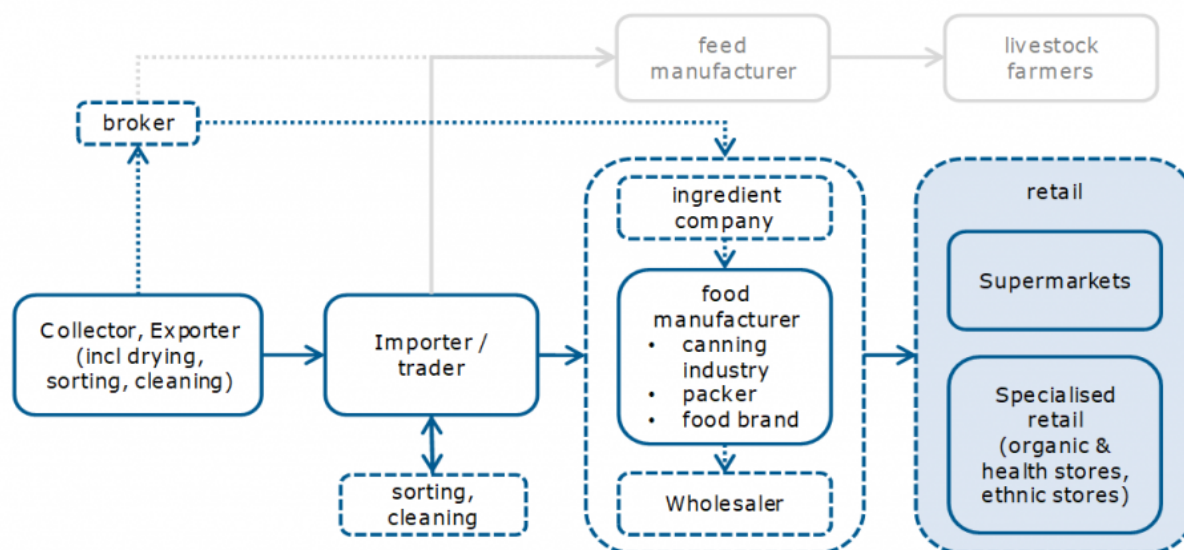 feed
manufacturer
livestock
farmers
broker
ingredient
company
retail
Supermarkets
Collector, Exporter
(incl drying,
sorting, cleaning)
Importer /
trader
food
manufacturer
• canning
industry
• packer
• food brand
Specialised
retail
(organic &
health stores,
ethnic stores)
sorting,
cleaning
Wholesaler